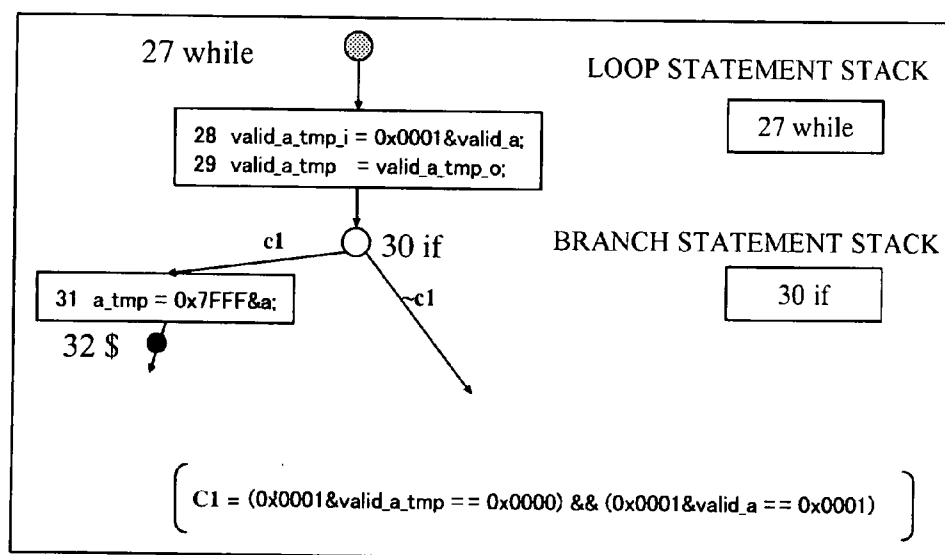 27 while
LOOP STATEMENT STACK
27 while
28 valid_a_tmp_i = 0x0001&valid_a;
29 valid_a_tmp = valid_a_tmp_o;
c1
30 if
BRANCH STATEMENT STACK
30 if
31 a_tmp = 0x7FFF&a;
~c1
32 $
C1 = (0x0001&valid_a_tmp == 0x0000) && (0x0001&valid_a == 0x0001)